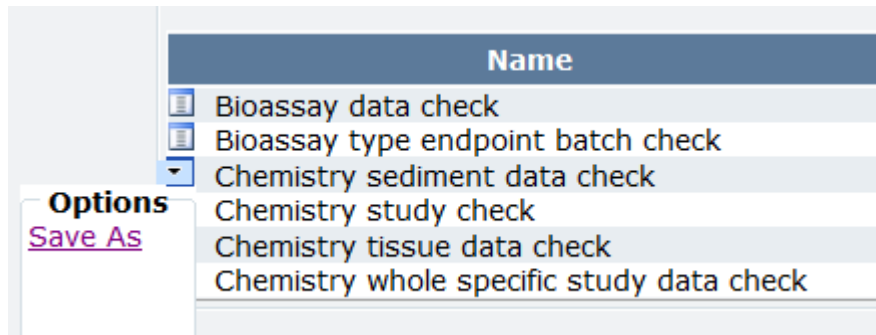 Name
Bioassay data check
Bioassay type endpoint batch check
Chemistry sediment data check
Options
Chemistry study check
Save As
Chemistry tissue data check
Chemistry whole specific study data check